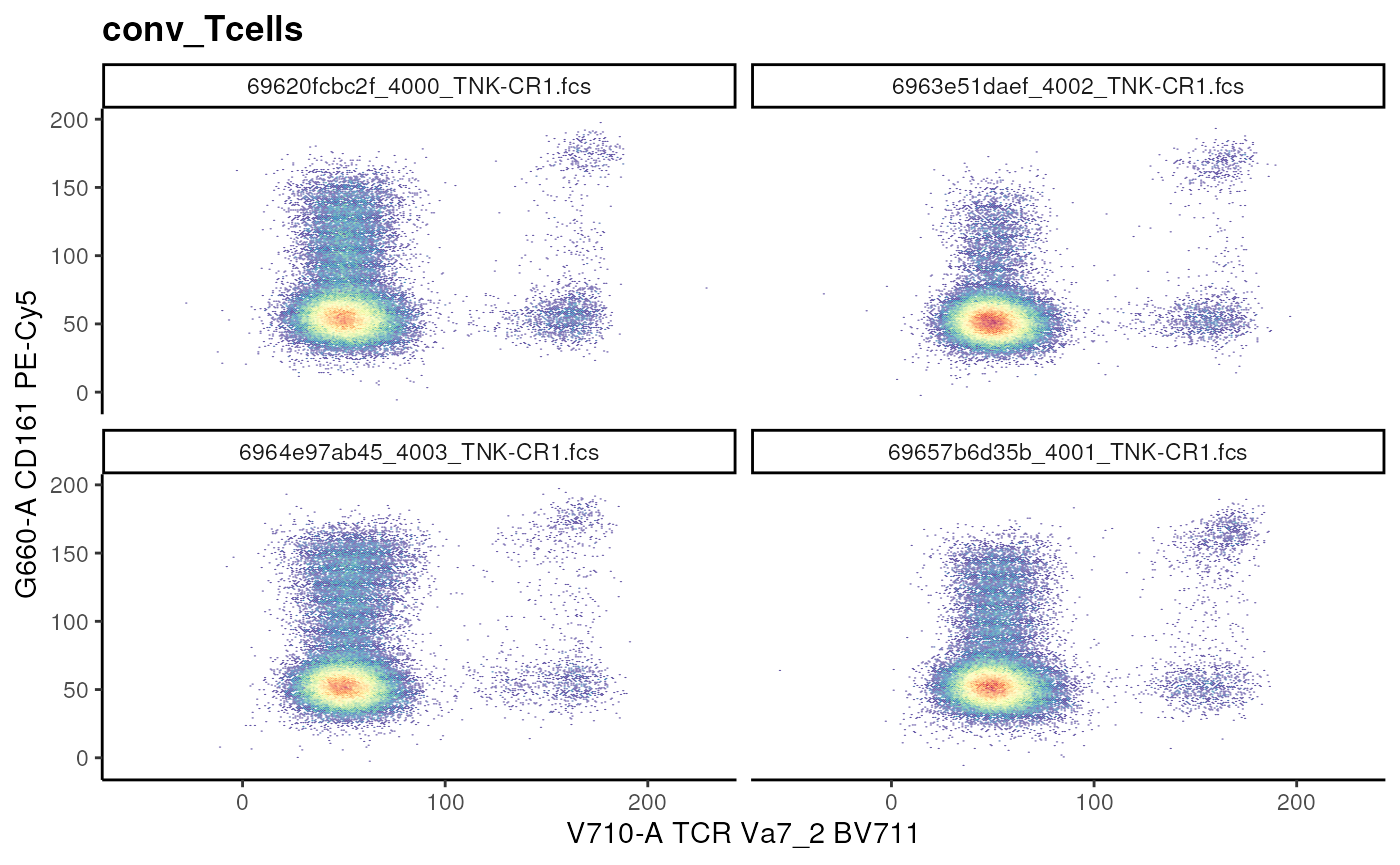 conv_Tcells
69620fcbc2f_4000_TNK-CR1.fcs
6963e51daef_4002_TNK-CR1.fcs
200
150
100
50
0
6964e97ab45_4003_TNK-CR1.fcs
69657b6d35b_4001_TNK-CR1.fcs
200
150
100
50
0
G660-A CD161 PE-Cy5
0
100
200
0
100
200
V710-A TCR Va7_2 BV711